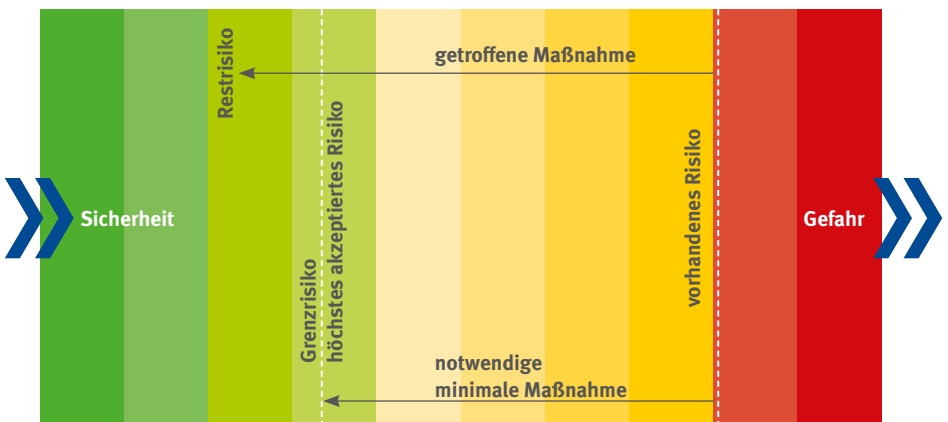 Restrisiko
getroffene Maßnahme
Grenzrisiko
höchstes akzeptiertes Risiko
vorhandenes Risiko
Sicherheit
Gefahr
notwendige
minimale Maßnahme